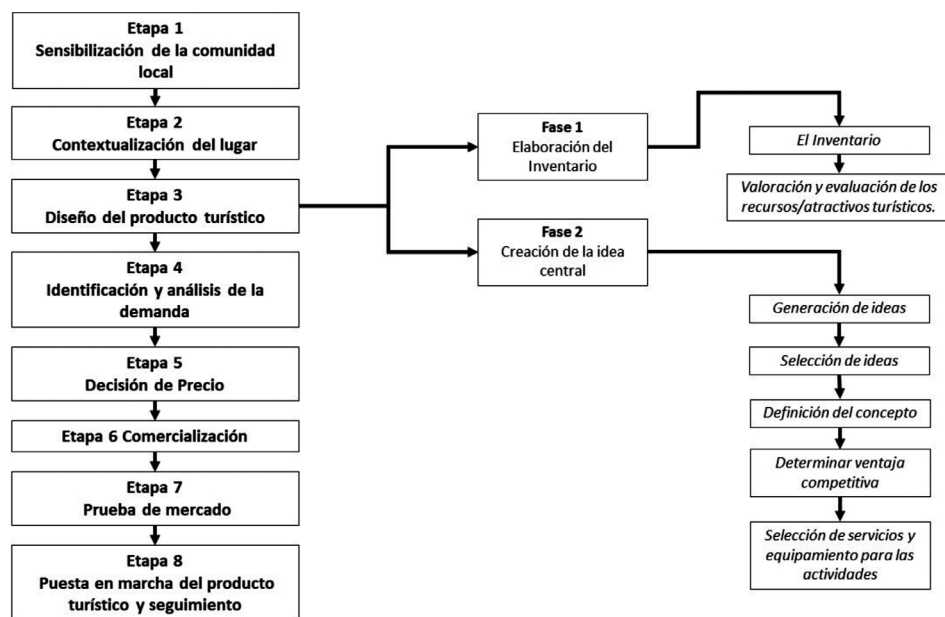 Etapa 1
Sensibilización de la comunidad
local
Etapa 2
Contextualización del lugar
Etapa 3
Diseño del producto turístico
Etapa 4
Identificación y análisis de la
demanda
Etapa 5
Decisión de Precio
Etapa 6 Comercialización
Etapa 7
Prueba de mercado
Etapa 8
Puesta en marcha del producto
turístico y seguimiento
Fase 1
Elaboración del
Inventario
Fase 2
Creación de la idea
central
El Inventario
Valoración y evaluación de los
recursos/atractivos turísticos.
Generación de ideas
Selección de ideas
Definición del concepto
Determinar ventaja
competitiva
Selección de servicios y
equipamiento para las
actividades